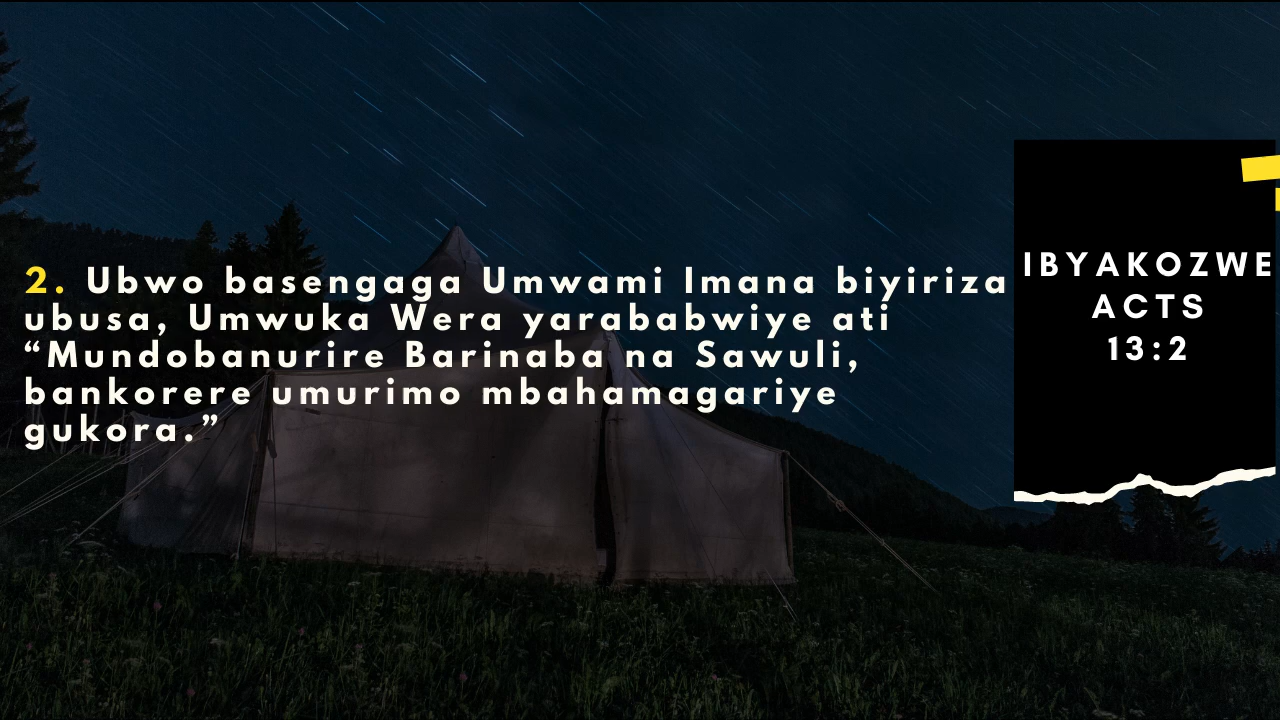 2. Ubwo basengaga Umwami Imana biyiriza
ubusa, Umwuka Wera yarababwiye ati
“Mundobanurire Barinaba na Sawuli,
bankorere umurimo mbahamagariye
gukora.”
IBYAKOZWE
ACTS
13:2